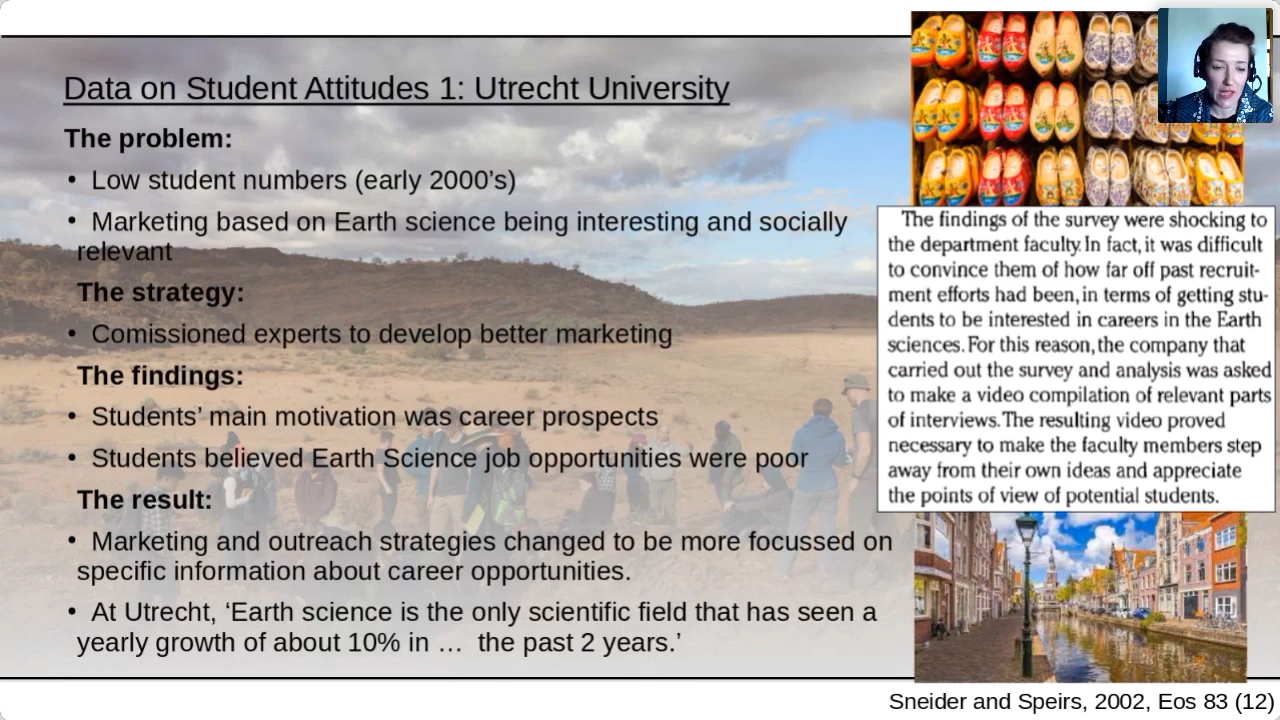 Data on Student Attitudes 1: Utrecht University
The problem:
• Low student numbers (early 2000's)
• Marketing based on Earth science being interesting and socially
relevant
The strategy:
• Comissioned experts to develop better marketing
The findings:
• Students' main motivation was career prospects
• Students believed Earth Science job opportunities were poor
The result:
• Marketing and outreach strategies changed to be more focussed on
specific information about career opportunities.
• At Utrecht, ‘Earth science is the only scientific field that has seen a
yearly growth of about 10% in … the past 2 years.’
The findings of the survey were shocking to
the department faculty. In fact, it was difficult
to convince them of how far off past recruit-
ment efforts had been, in terms of getting stu-
dents to be interested in careers in the Earth
sciences. For this reason, the company that
carried out the survey and analysis was asked
to make a video compilation of relevant parts
of interviews. The resulting video proved
necessary to make the faculty members step
away from their own ideas and appreciate
the points of view of potential students.
Sneider and Speirs, 2002, Eos 83 (12)